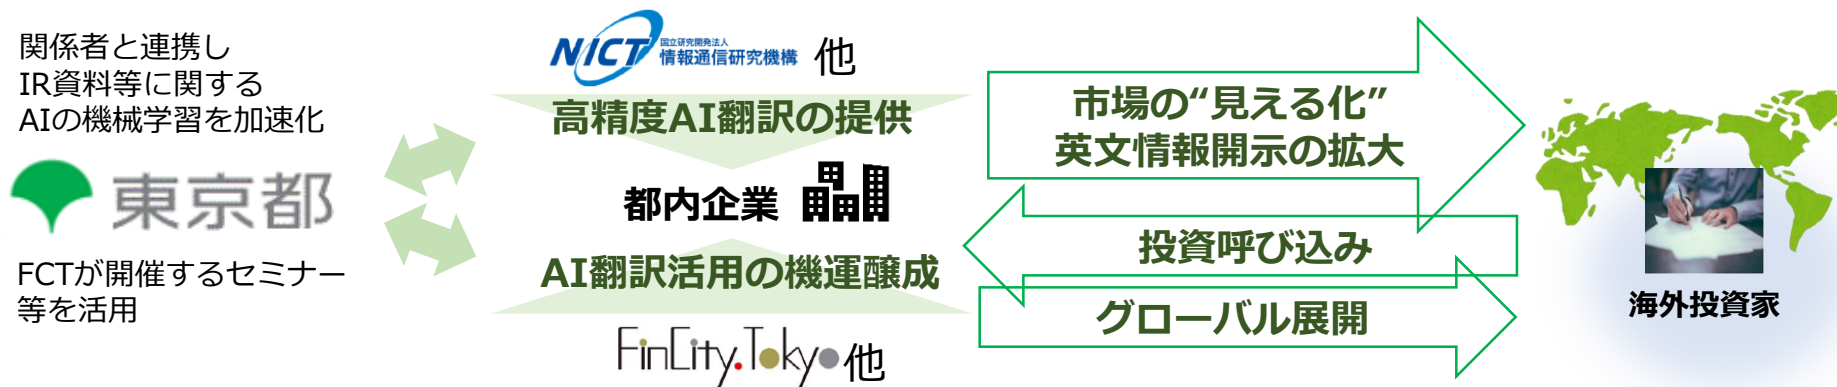 関係者と連携し
IR資料等に関する
AIの機械学習を加速化
東京都
FCTが開催するセミナー
等を活用
NICT 国立研究開発法人 情報通信研究機構 他
高精度AI翻訳の提供
都内企業
AI翻訳活用の機運醸成
FinCity.Tokyo他
市場の“見える化”
英文情報開示の拡大
投資呼び込み
グローバル展開
海外投資家